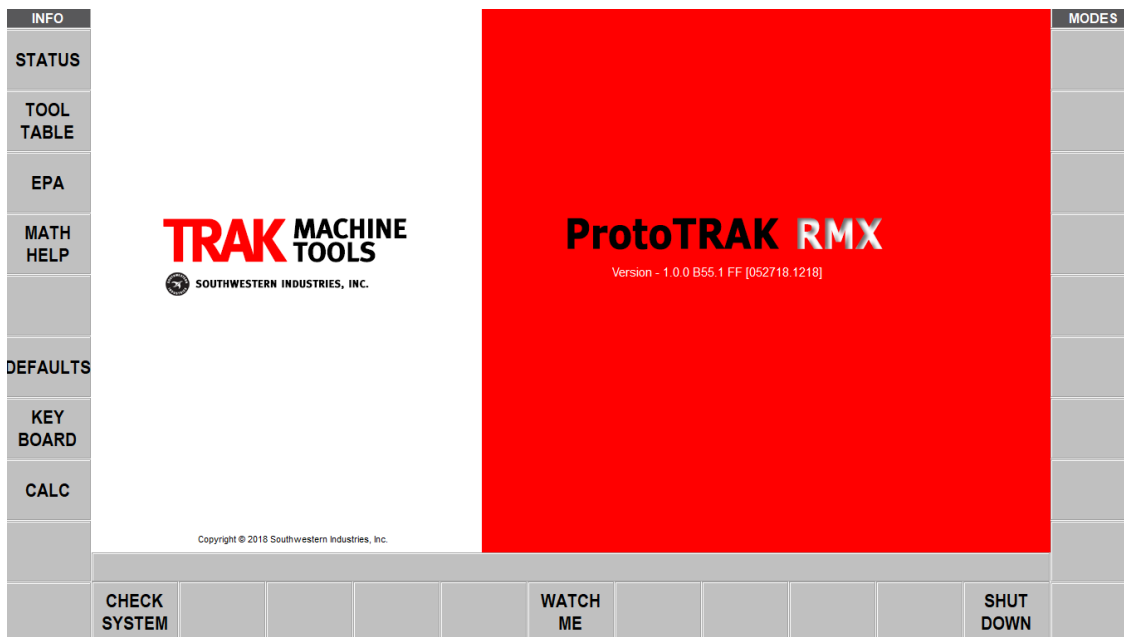 INFO
STATUS
TOOL
TABLE
EPA
MATH
HELP
DEFAULTS
KEY
BOARD
CALC
TRAK MACHINE
TOOLS
SOUTHWESTERN INDUSTRIES, INC.
Copyright © 2018 Southwestern Industries, Inc.
ProtoTRAK RMX
Version - 1.0.0 B55.1 FF [052718.1218]
MODES
CHECK
SYSTEM
WATCH
ME
SHUT
DOWN